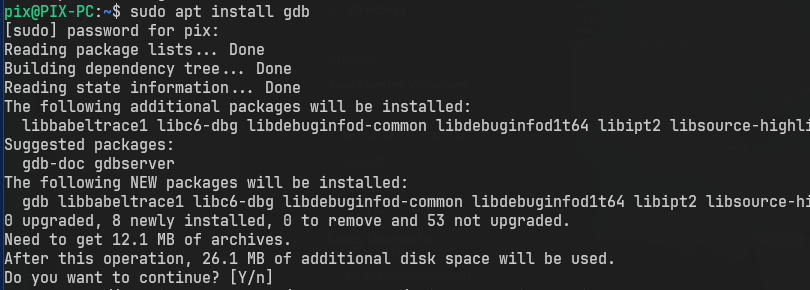 pix@PIX-PC:~$ sudo apt install gdb
[sudo] password for pix:
Reading package lists... Done
Building dependency tree... Done
Reading state information... Done
The following additional packages will be installed:
  libbabeltrace1 libc6-dbg libdebuginfod-common libdebuginfod1t64 libipt2 libsource-highli
Suggested packages:
  gdb-doc gdbserver
The following NEW packages will be installed:
  gdb libbabeltrace1 libc6-dbg libdebuginfod-common libdebuginfod1t64 libipt2 libsource-hi
0 upgraded, 8 newly installed, 0 to remove and 53 not upgraded.
Need to get 12.1 MB of archives.
After this operation, 26.1 MB of additional disk space will be used.
Do you want to continue? [Y/n]